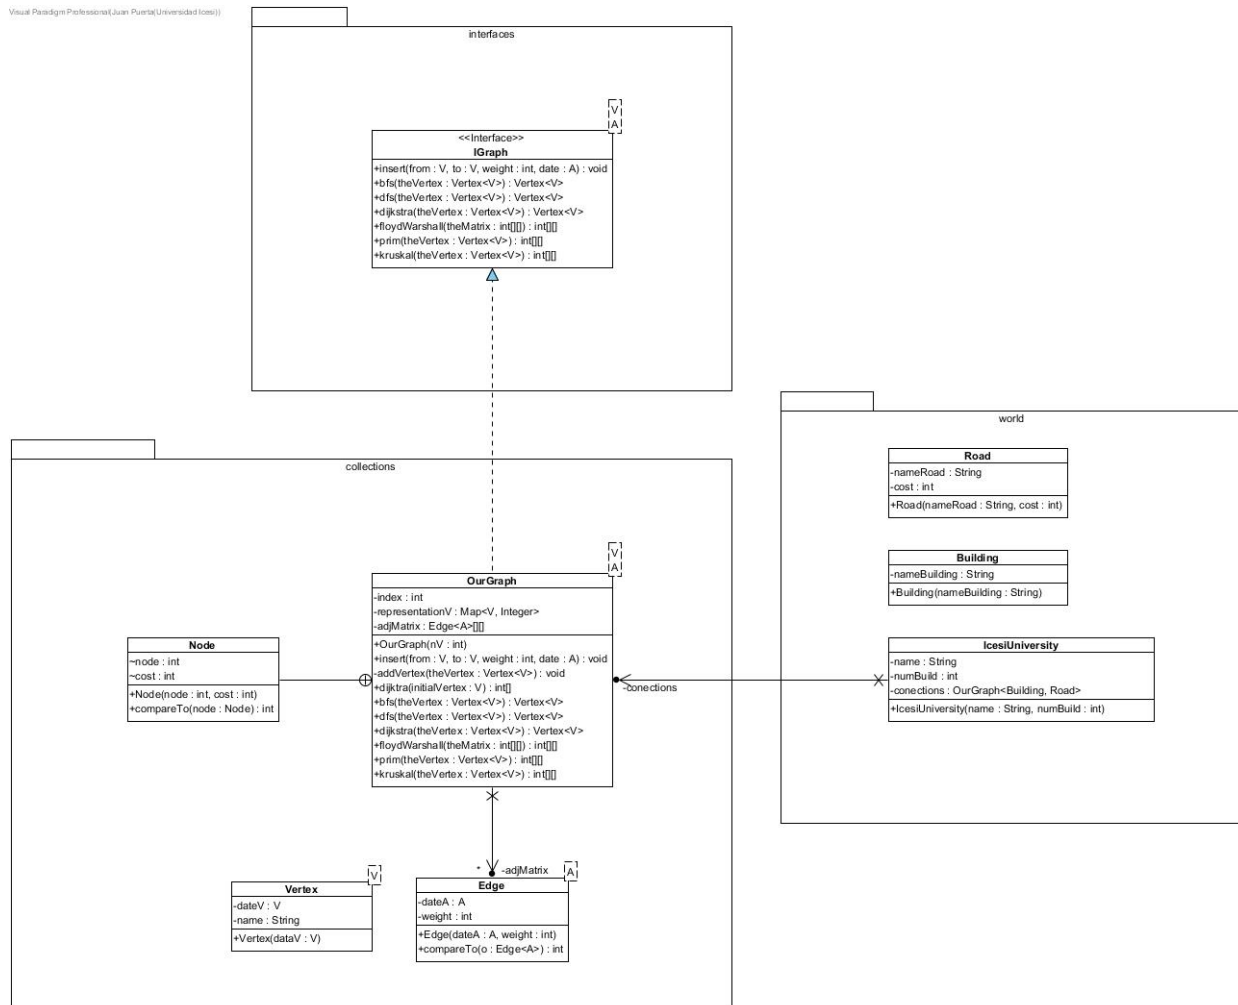 Visual Paradigm Professional(Juan Puerta(Universidad Icesi))
interfaces
V
A
<<Interface>>
IGraph
+insert(from : V, to : V, weight : int, date : A) : void
+bfs(theVertex : Vertex<V>) : Vertex<V>
+dfs(theVertex : Vertex<V>) : Vertex<V>
+dijkstra(theVertex : Vertex<V>) : Vertex<V>
+floydWarshall(theMatrix : int[][]) : int[][]
+prim(theVertex : Vertex<V>) : int[][]
+kruskal(theVertex : Vertex<V>) : int[][]
world
Road
-nameRoad : String
-cost : int
+Road(nameRoad : String, cost : int)
Building
-nameBuilding : String
+Building(nameBuilding : String)
IcesiUniversity
-name : String
-numBuild : int
-conections : OurGraph<Building, Road>
+IcesiUniversity(name : String, numBuild : int)
collections
V
A
OurGraph
-index : int
-representationV : Map<V, Integer>
-adjMatrix : Edge<A>[][]
+OurGraph(nV : int)
+insert(from : V, to : V, weight : int, date : A) : void
-addVertex(theVertex : Vertex<V>) : void
+dijktra(initialVertex : V) : int[]
+bfs(theVertex : Vertex<V>) : Vertex<V>
+dfs(theVertex : Vertex<V>) : Vertex<V>
+dijkstra(theVertex : Vertex<V>) : Vertex<V>
+floydWarshall(theMatrix : int[][]) : int[][]
+prim(theVertex : Vertex<V>) : int[][]
+kruskal(theVertex : Vertex<V>) : int[][]
-conections
Node
~node : int
~cost : int
+Node(node : int, cost : int)
+compareTo(node : Node) : int
* -adjMatrix
V
Vertex
-dateV : V
-name : String
+Vertex(dataV : V)
A
Edge
-dateA : A
-weight : int
+Edge(dateA : A, weight : int)
+compareTo(o : Edge<A>) : int